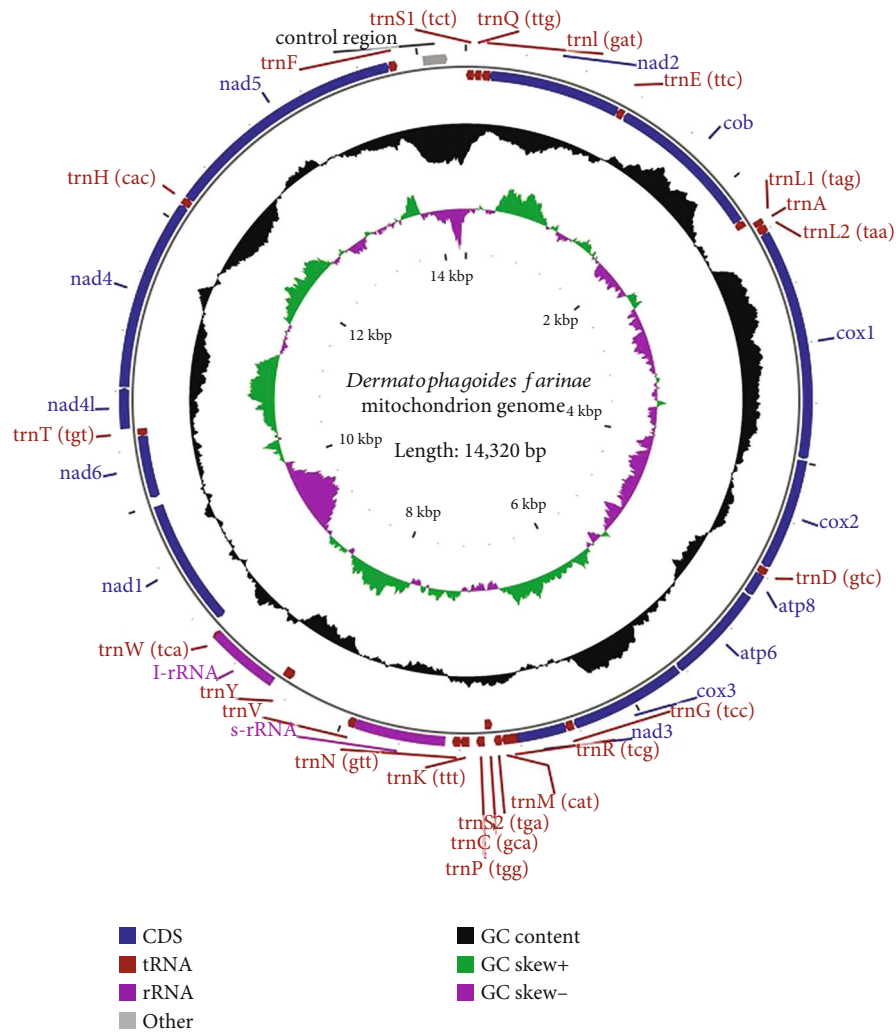 trnS1 (tct)
trnQ (ttg)
control region
trnl (gat)
trnF
nad2
nad5
trnE (ttc)
cob
trnH (cac)
trnL1 (tag)
trnA
trnL2 (taa)
14 kbp
nad4
2 kbp
12 kbp
cox1
Dermatophagoides farinae
mitochondrion genome
4 kbp
nad4l
trnT (tgt)
10 kbp
Length: 14,320 bp
nad6
8 kbp
6 kbp
cox2
nad1
trnD (gtc)
atp8
trnW (tca)
atp6
l-rRNA
trnY
cox3
trnV
trnG (tcc)
s-rRNA
nad3
trnN (gtt)
trnR (tcg)
trnK (ttt)
trnM (cat)
trnS2 (tga)
trnC (gca)
trnP (tgg)
CDS
tRNA
rRNA
Other
GC content
GC skew+
GC skew–